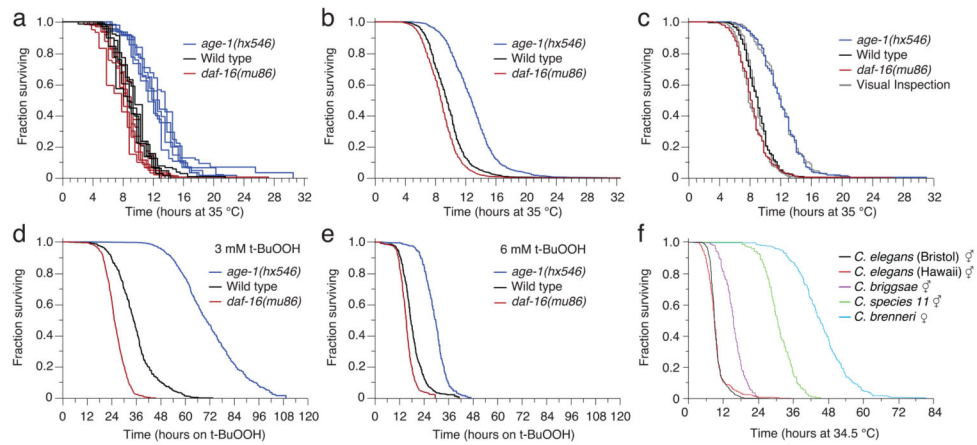 a
Fraction surviving
1.0
0.8
0.6
0.4
0.2
0
age-1(hx546)
Wild type
daf-16(mu86)
0 4 8 12 16 20 24 28 32
Time (hours at 35 °C)
b
Fraction surviving
1.0
0.8
0.6
0.4
0.2
0
age-1(hx546)
Wild type
daf-16(mu86)
0 4 8 12 16 20 24 28 32
Time (hours at 35 °C)
c
Fraction surviving
1.0
0.8
0.6
0.4
0.2
0
age-1(hx546)
Wild type
daf-16(mu86)
Visual Inspection
0 4 8 12 16 20 24 28 32
Time (hours at 35 °C)
d
Fraction surviving
1.0
0.8
0.6
0.4
0.2
0
3 mM t-BuOOH
age-1(hx546)
Wild type
daf-16(mu86)
0 12 24 36 48 60 72 84 96 108 120
Time (hours on t-BuOOH)
e
Fraction surviving
1.0
0.8
0.6
0.4
0.2
0
6 mM t-BuOOH
age-1(hx546)
Wild type
daf-16(mu86)
0 12 24 36 48 60 72 84 96 108 120
Time (hours on t-BuOOH)
f
Fraction surviving
1.0
0.8
0.6
0.4
0.2
0
C. elegans (Bristol) ⚥
C. elegans (Hawaii) ⚥
C. briggsae ⚥
C. species 11 ⚥
C. brenneri ♀
0 12 24 36 48 60 72 84
Time (hours at 34.5 °C)